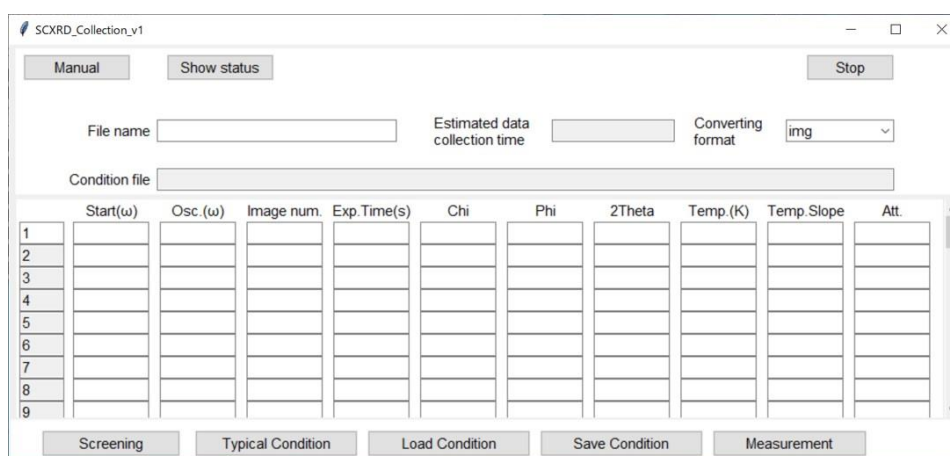 SCXRD_Collection_v1
Manual Show status Stop
File name Estimated data collection time Converting format img
Condition file
Start(ω) Osc.(ω) Image num. Exp.Time(s) Chi Phi 2Theta Temp.(K) Temp.Slope Att.
1
2
3
4
5
6
7
8
9
Screening Typical Condition Load Condition Save Condition Measurement